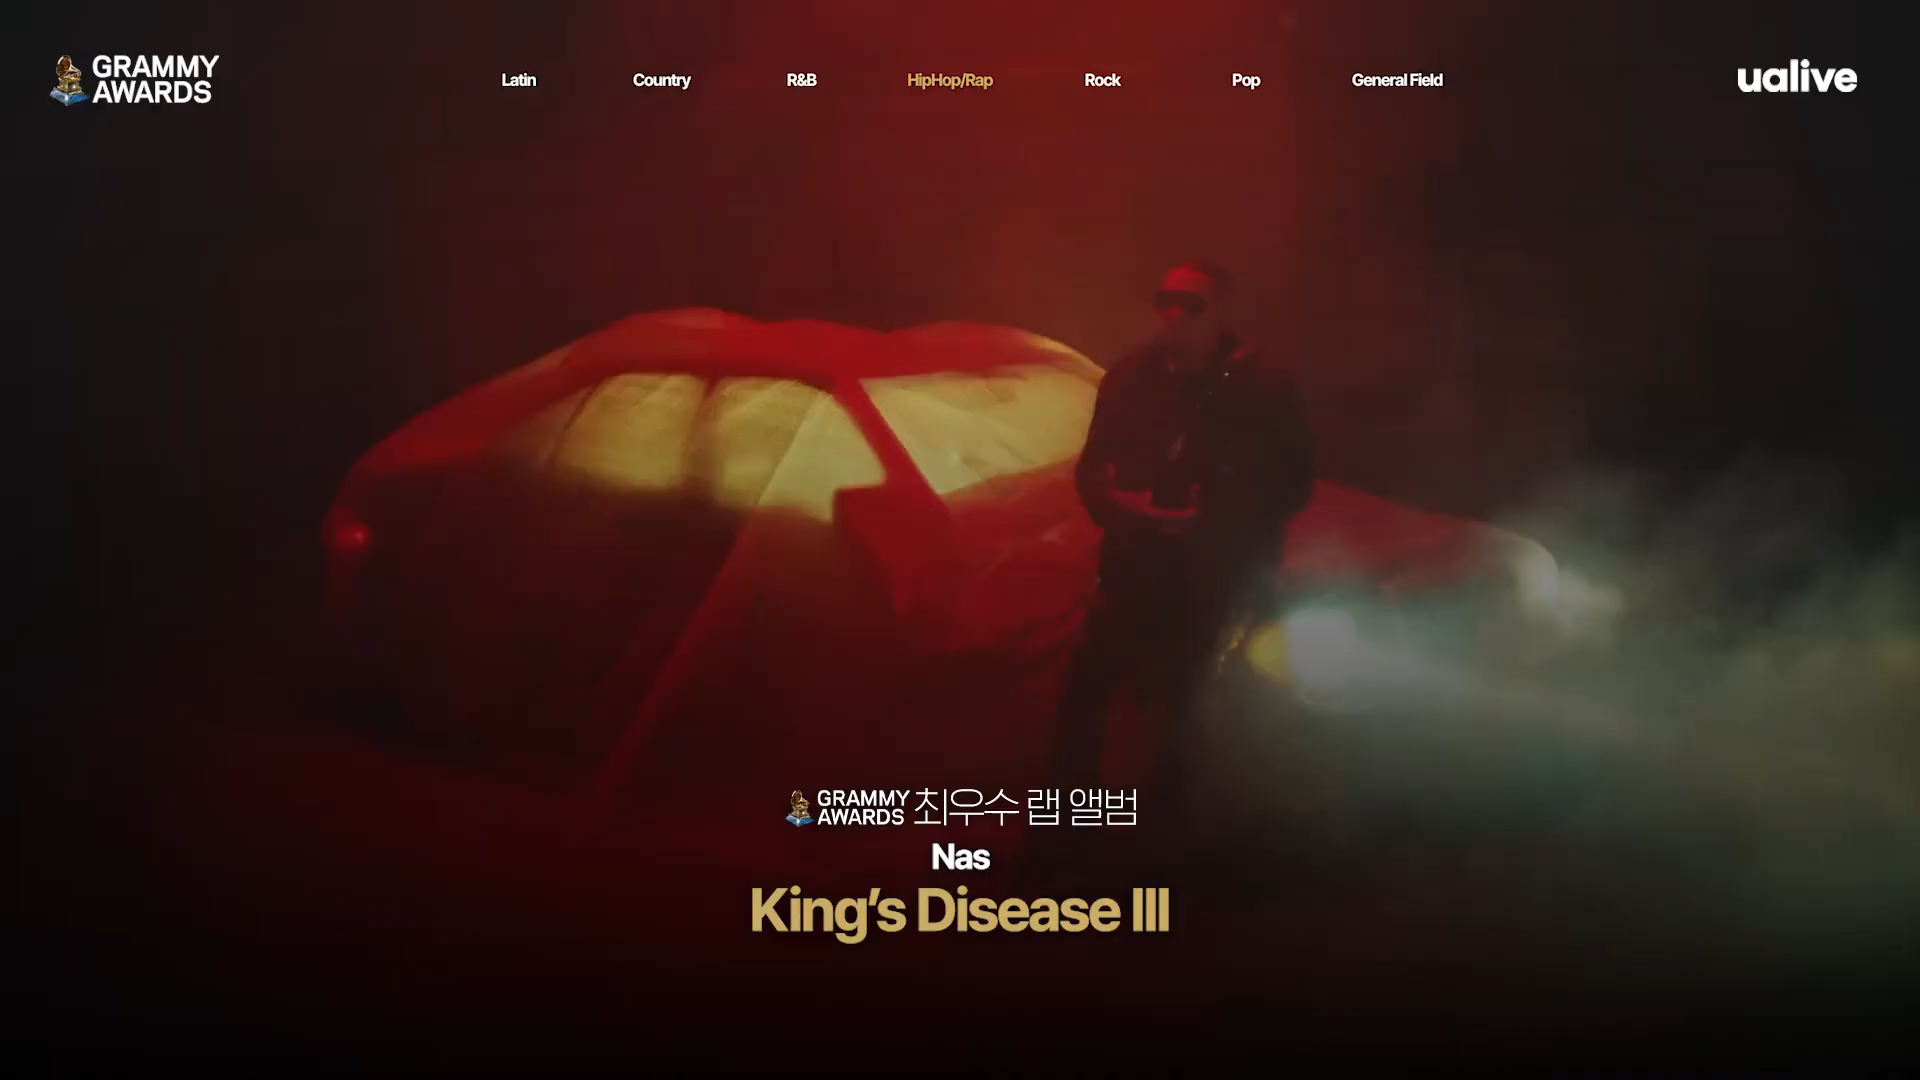 GRAMMY
AWARDS
Latin Country R&B HipHop/Rap Rock Pop General Field
ualive
GRAMMY
AWARDS 최우수 랩 앨범
Nas
King's Disease III